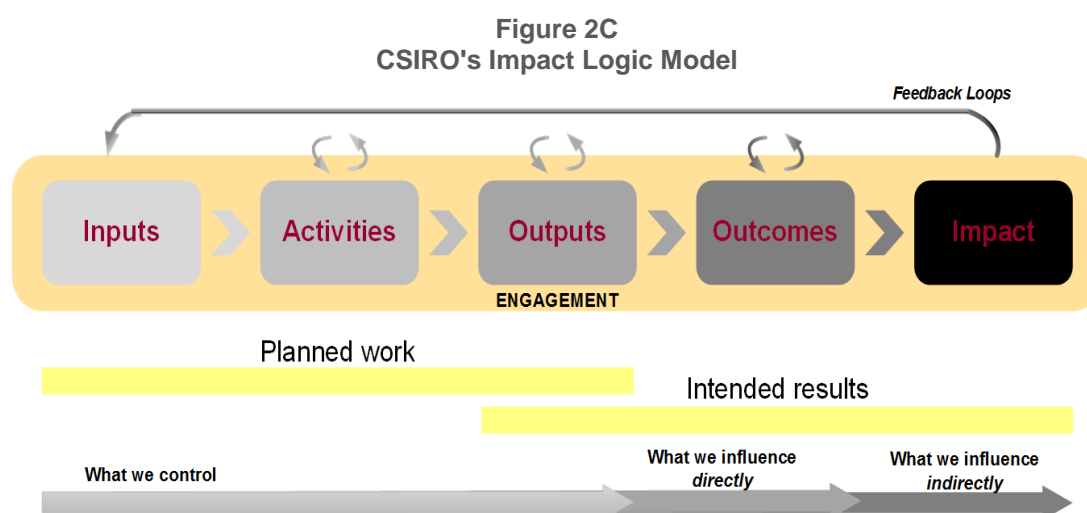 Figure 2C
CSIRO's Impact Logic Model
Feedback Loops
Inputs
Activities
Outputs
Outcomes
Impact
ENGAGEMENT
Planned work
Intended results
What we control
What we influence
directly
What we influence
indirectly